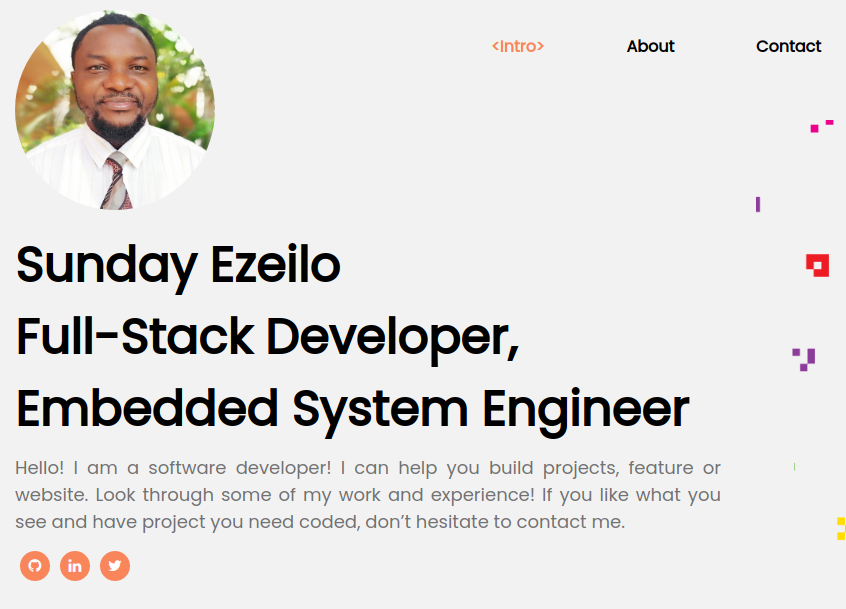 <Intro> About Contact
Sunday Ezeilo
Full-Stack Developer,
Embedded System Engineer
Hello! I am a software developer! I can help you build projects, feature or
website. Look through some of my work and experience! If you like what you
see and have project you need coded, don’t hesitate to contact me.
in